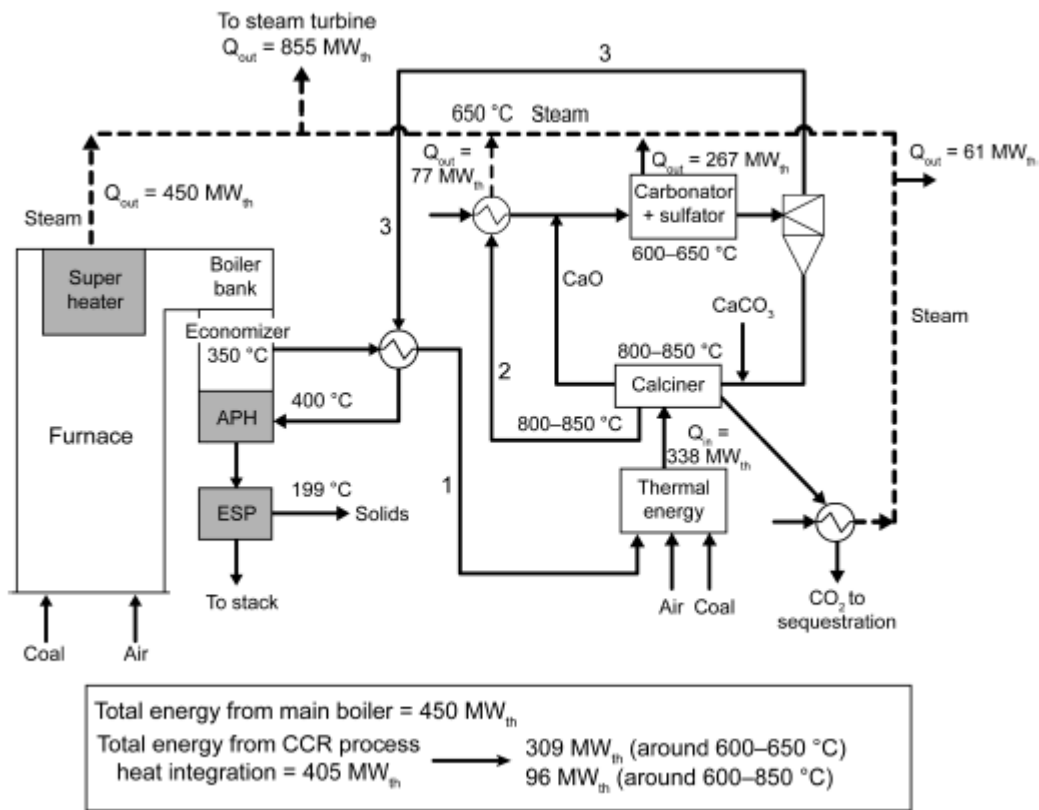 To steam turbine
Q_out = 855 MW_th
3
650 °C Steam
Q_out =
77 MW_th
Q_out = 267 MW_th
Q_out = 61 MW_th
Q_out = 450 MW_th
Steam
Carbonator
+ sulfator
600–650 °C
3
Super
heater
Boiler
bank
CaO
CaCO₃
Steam
Economizer
350 °C
800–850 °C
2
Calciner
400 °C
APH
800–850 °C
Q_in =
338 MW_th
Furnace
1
Thermal
energy
199 °C
ESP
Solids
To stack
Air Coal
CO₂ to
sequestration
Coal
Air
Total energy from main boiler = 450 MW_th
Total energy from CCR process
heat integration = 405 MW_th
309 MW_th (around 600–650 °C)
96 MW_th (around 600–850 °C)